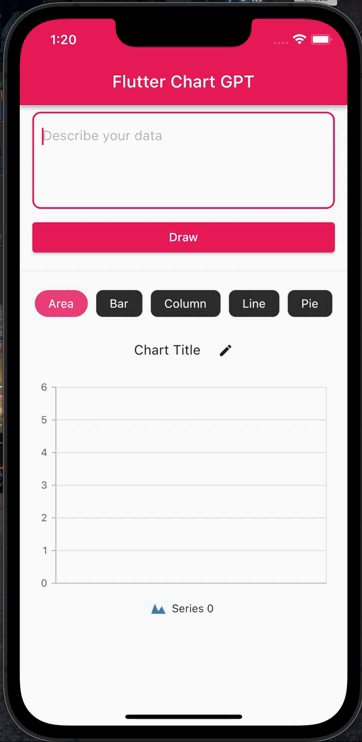 1:20
Flutter Chart GPT
Describe your data
Draw
Area Bar Column Line Pie
Chart Title
6
5
4
3
2
1
0
Series 0